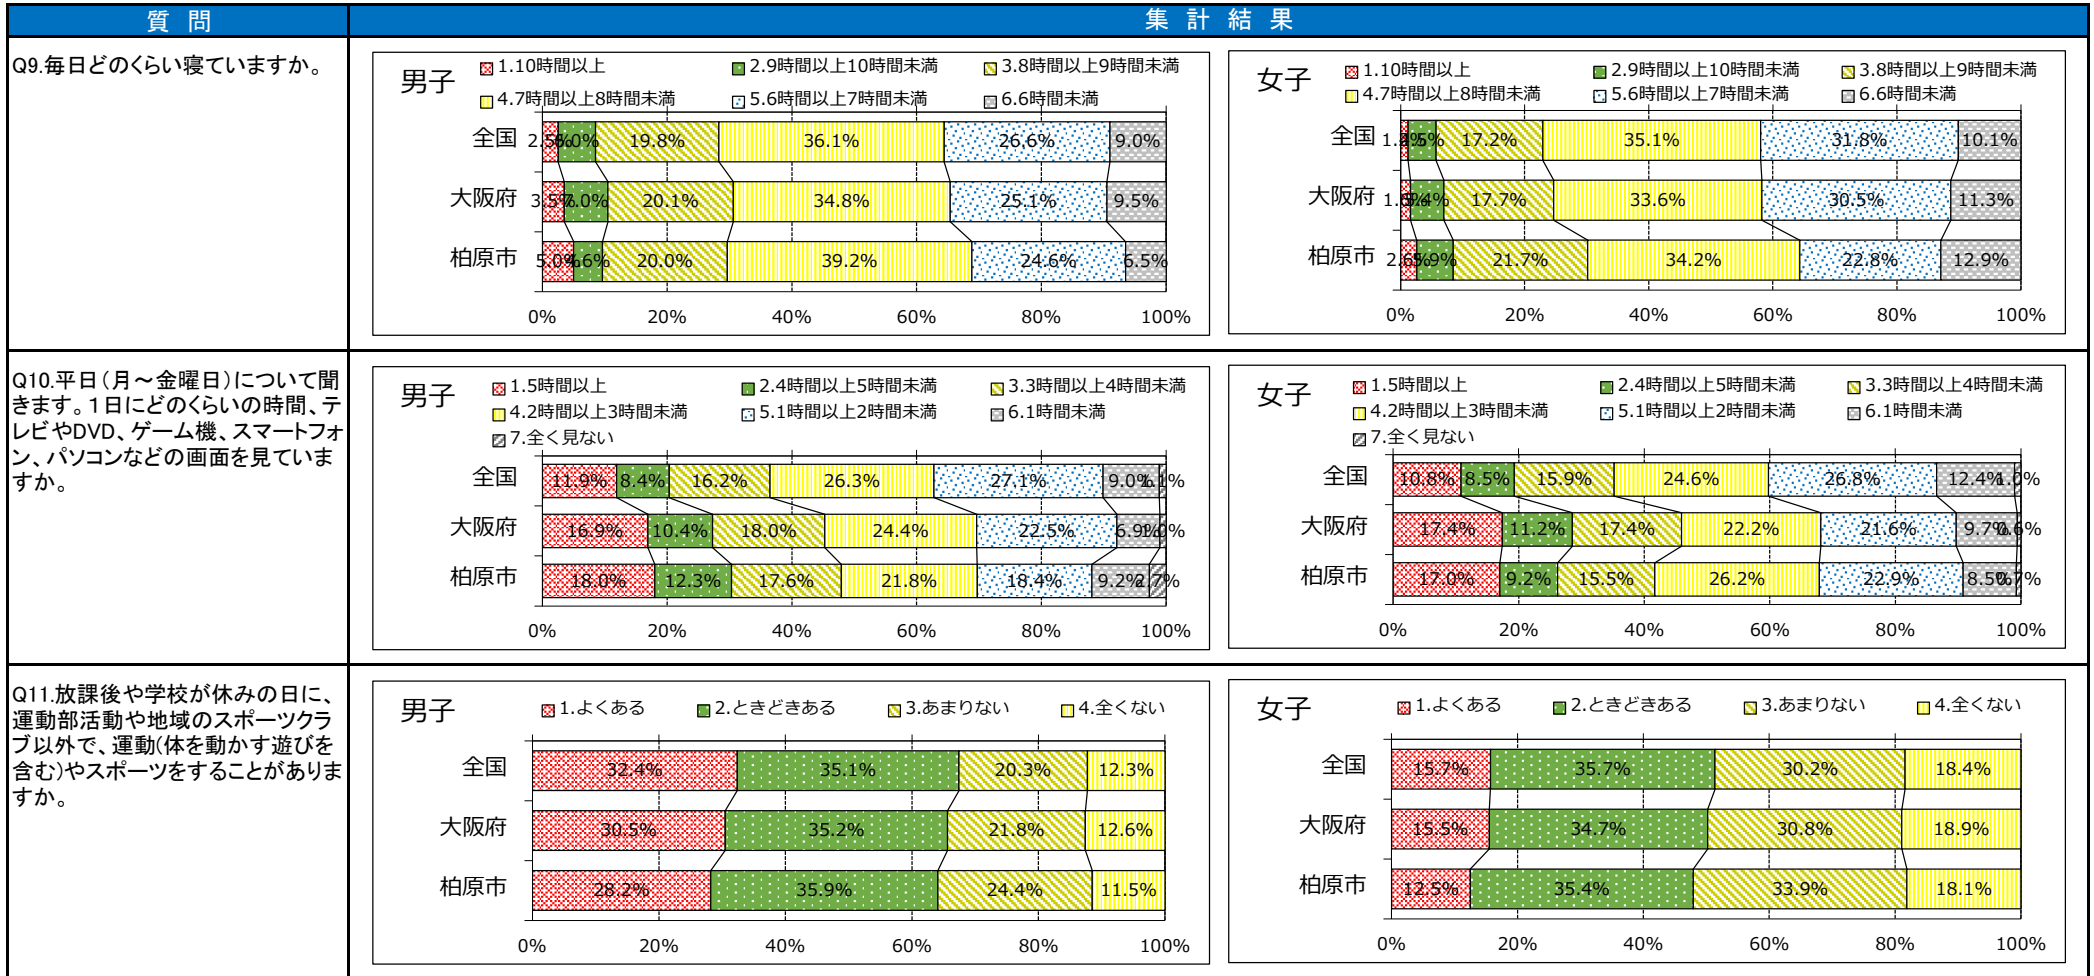 質 問
集 計 結 果
Q9.毎日どのくらい寝ていますか。
男子
1.10時間以上
2.9時間以上10時間未満
3.8時間以上9時間未満
4.7時間以上8時間未満
5.6時間以上7時間未満
6.6時間未満
全国 2.5% 6.0% 19.8% 36.1% 26.6% 9.0%
大阪府 3.5% 7.0% 20.1% 34.8% 25.1% 9.5%
柏原市 5.0% 4.6% 20.0% 39.2% 24.6% 6.5%
0% 20% 40% 60% 80% 100%
女子
1.10時間以上
2.9時間以上10時間未満
3.8時間以上9時間未満
4.7時間以上8時間未満
5.6時間以上7時間未満
6.6時間未満
全国 17.2% 35.1% 31.8% 10.1%
大阪府 17.7% 33.6% 30.5% 11.3%
柏原市 2.6% 5.9% 21.7% 34.2% 22.8% 12.9%
0% 20% 40% 60% 80% 100%
Q10.平日(月～金曜日)について聞
きます。1日にどのくらいの時間、テ
レビやDVD、ゲーム機、スマートフォ
ン、パソコンなどの画面を見ていま
すか。
男子
1.5時間以上
2.4時間以上5時間未満
3.3時間以上4時間未満
4.2時間以上3時間未満
5.1時間以上2時間未満
6.1時間未満
7.全く見ない
全国 11.9% 8.4% 16.2% 26.3% 27.1% 9.0% 1.1%
大阪府 16.9% 10.4% 18.0% 24.4% 22.5% 6.9% 1.0%
柏原市 18.0% 12.3% 17.6% 21.8% 18.4% 9.2% 2.7%
0% 20% 40% 60% 80% 100%
女子
1.5時間以上
2.4時間以上5時間未満
3.3時間以上4時間未満
4.2時間以上3時間未満
5.1時間以上2時間未満
6.1時間未満
7.全く見ない
全国 10.8% 8.5% 15.9% 24.6% 26.8% 12.4% 1.0%
大阪府 17.4% 11.2% 17.4% 22.2% 21.6% 9.7% 0.6%
柏原市 17.0% 9.2% 15.5% 26.2% 22.9% 8.5% 0.7%
0% 20% 40% 60% 80% 100%
Q11.放課後や学校が休みの日に、
運動部活動や地域のスポーツクラ
ブ以外で、運動(体を動かす遊びを
含む)やスポーツをすることがありま
すか。
男子
1.よくある 2.ときどきある 3.あまりない 4.全くない
全国 32.4% 35.1% 20.3% 12.3%
大阪府 30.5% 35.2% 21.8% 12.6%
柏原市 28.2% 35.9% 24.4% 11.5%
0% 20% 40% 60% 80% 100%
女子
1.よくある 2.ときどきある 3.あまりない 4.全くない
全国 15.7% 35.7% 30.2% 18.4%
大阪府 15.5% 34.7% 30.8% 18.9%
柏原市 12.5% 35.4% 33.9% 18.1%
0% 20% 40% 60% 80% 100%